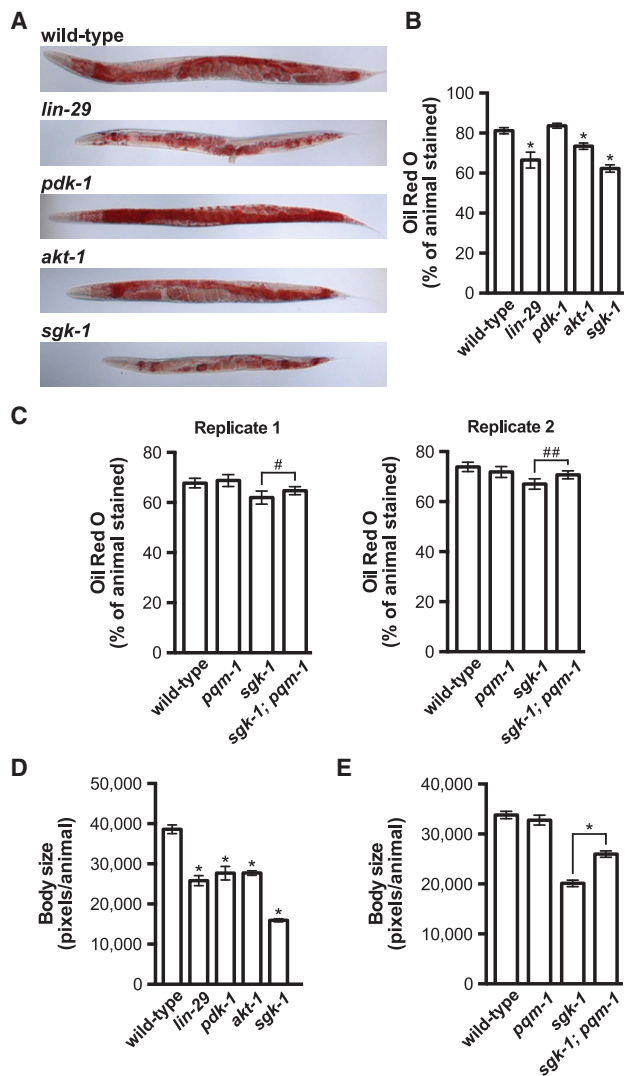 A
wild-type
lin-29
pdk-1
akt-1
sgk-1
B
Oil Red O
(% of animal stained)
100
80
60
40
20
0
*
*
*
wild-type
lin-29
pdk-1
akt-1
sgk-1
C
Replicate 1
Oil Red O
(% of animal stained)
80
60
40
20
0
#
wild-type
pqm-1
sgk-1
sgk-1; pqm-1
Replicate 2
Oil Red O
(% of animal stained)
80
60
40
20
0
##
wild-type
pqm-1
sgk-1
sgk-1; pqm-1
D
Body size
(pixels/animal)
50,000
40,000
30,000
20,000
10,000
0
*
*
*
*
wild-type
lin-29
pdk-1
akt-1
sgk-1
E
Body size
(pixels/animal)
40,000
30,000
20,000
10,000
0
*
wild-type
pqm-1
sgk-1
sgk-1; pqm-1